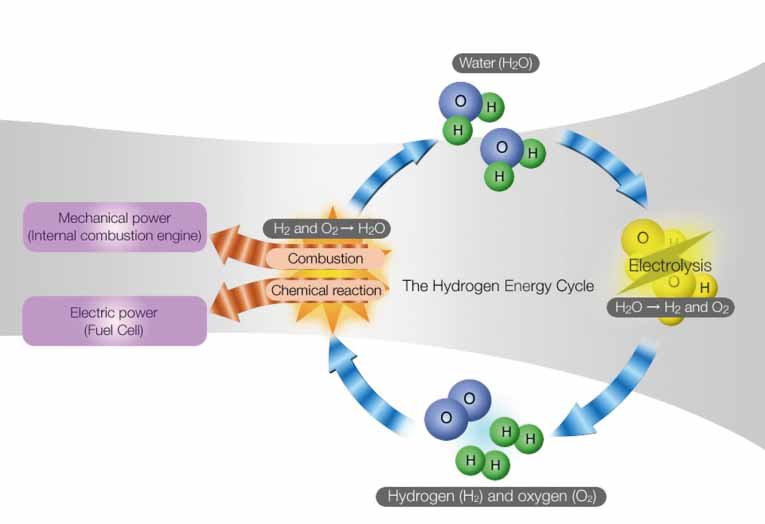 Water (H₂O)
O
H
H
O
H
H
H₂ and O₂ → H₂O
Mechanical power
(Internal combustion engine)
Combustion
Chemical reaction
Electric power
(Fuel Cell)
The Hydrogen Energy Cycle
O
H
Electrolysis
O
H
H₂O → H₂ and O₂
O
O
H
H
H
H
Hydrogen (H₂) and oxygen (O₂)